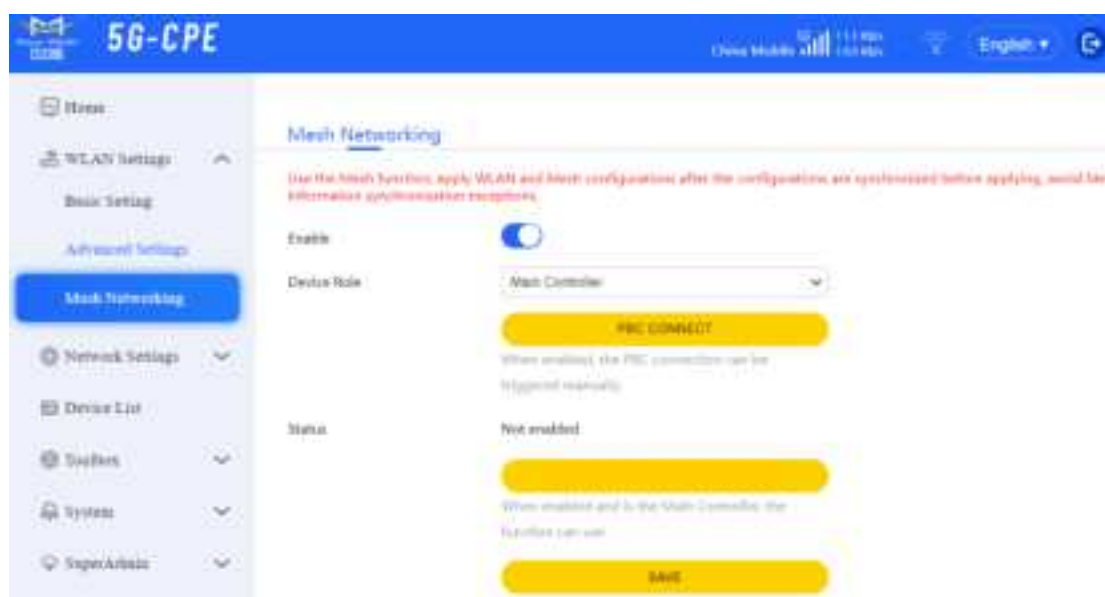 5G-CPE
China Mobile
English
Home
WLAN Settings
Basic Setting
Advanced Settings
Mesh Networking
Network Settings
Device List
Toolbox
System
SuperAdmin
Mesh Networking
Use the Mesh function, apply WLAN and Mesh configurations after the configurations are synchronized before applying, avoid
information synchronization exceptions.
Enable
Device Role
Main Controller
PBC CONNECT
When enabled, the PBC connection can be
triggered manually.
Status
Not enabled
When enabled and is the Main Controller, the
function can use
SAVE